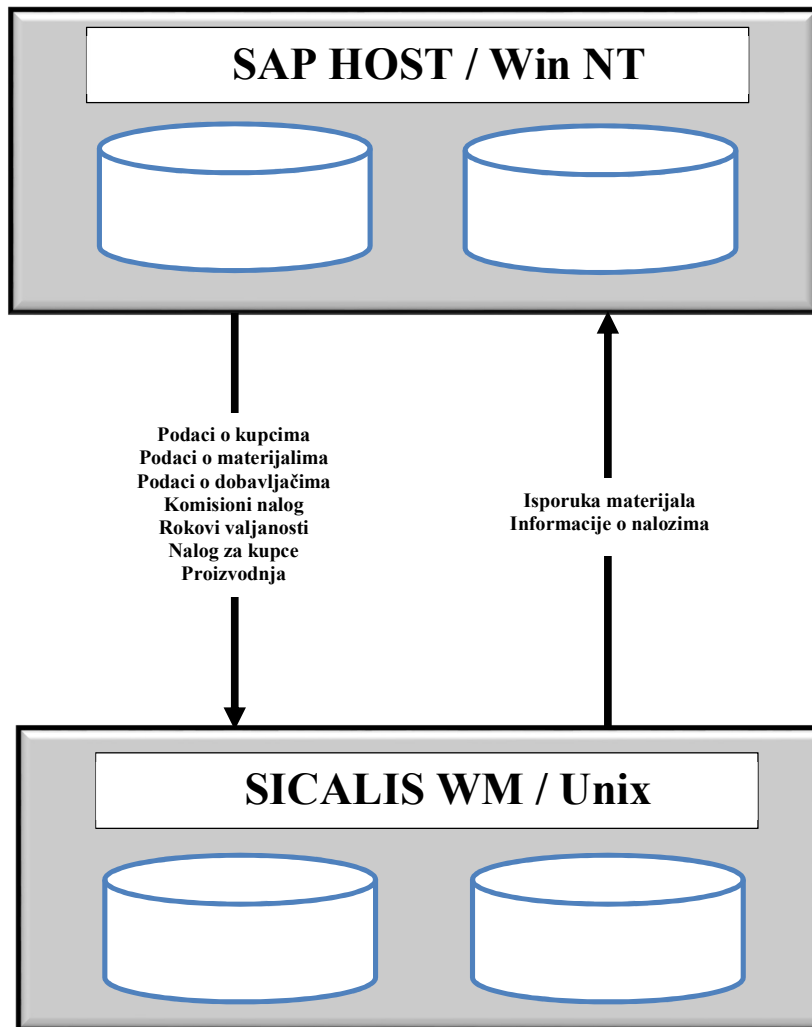 SAP HOST / Win NT
Podaci o kupcima
Podaci o materijalima
Podaci o dobavljačima
Komisioni nalog
Rokovi valjanosti
Nalog za kupce
Proizvodnja
Isporuka materijala
Informacije o nalozima
SICALIS WM / Unix